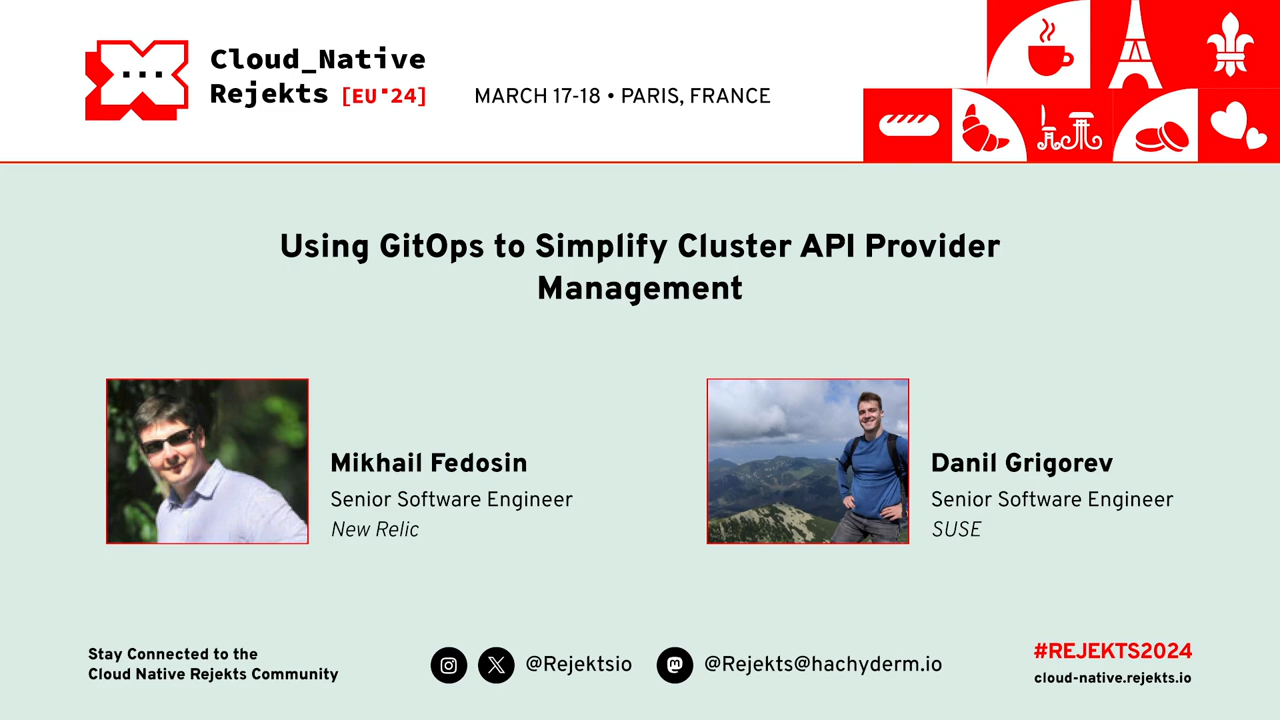 Cloud_Native
Rejekts [EU'24]
MARCH 17-18 • PARIS, FRANCE
Using GitOps to Simplify Cluster API Provider
Management
Mikhail Fedosin
Senior Software Engineer
New Relic
Danil Grigorev
Senior Software Engineer
SUSE
Stay Connected to the
Cloud Native Rejekts Community
@Rejektsio
@Rejekts@hachyderm.io
#REJEKTS2024
cloud-native.rejekts.io